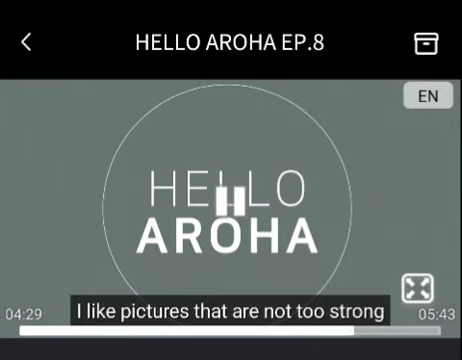 HELLO AROHA EP.8
EN
HELLO
AROHA
04:29
I like pictures that are not too strong
05:43